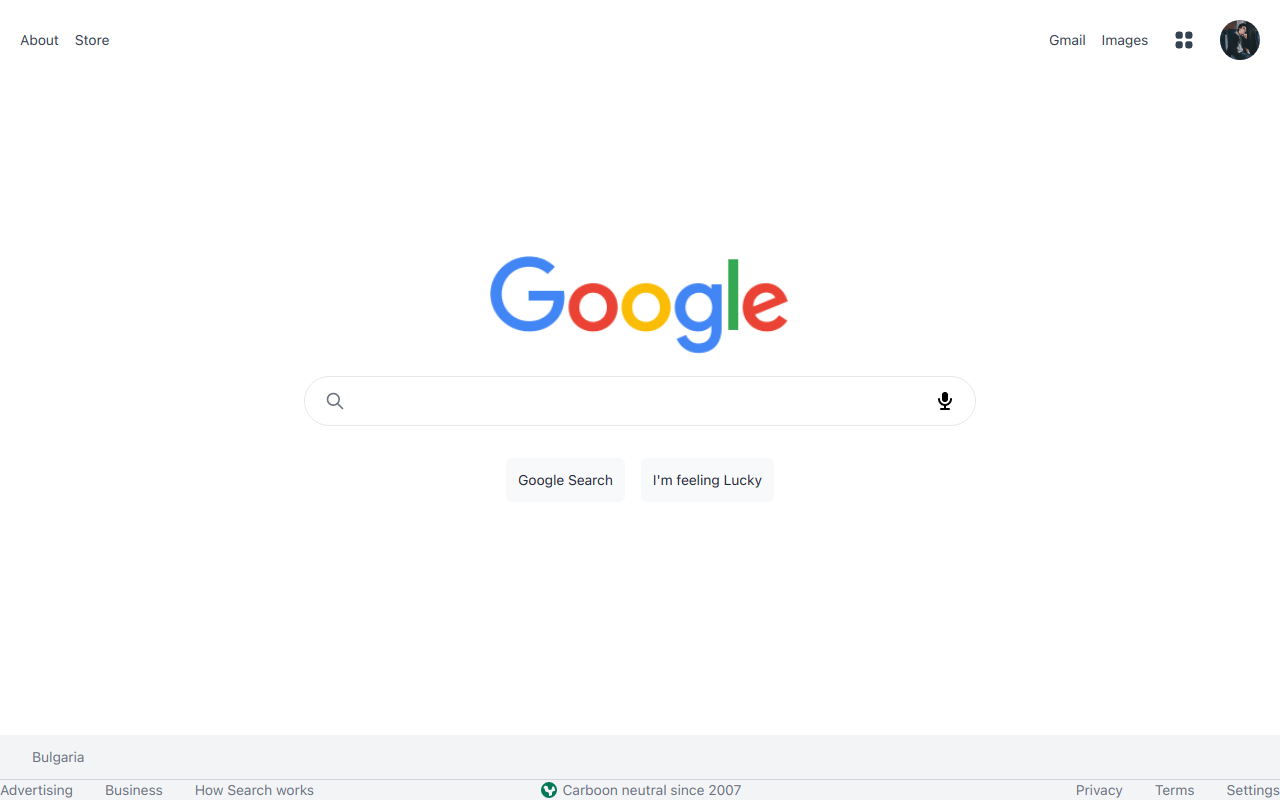 About Store Gmail Images
Google
Google Search I'm feeling Lucky
Bulgaria
Advertising Business How Search works Carboon neutral since 2007 Privacy Terms Settings